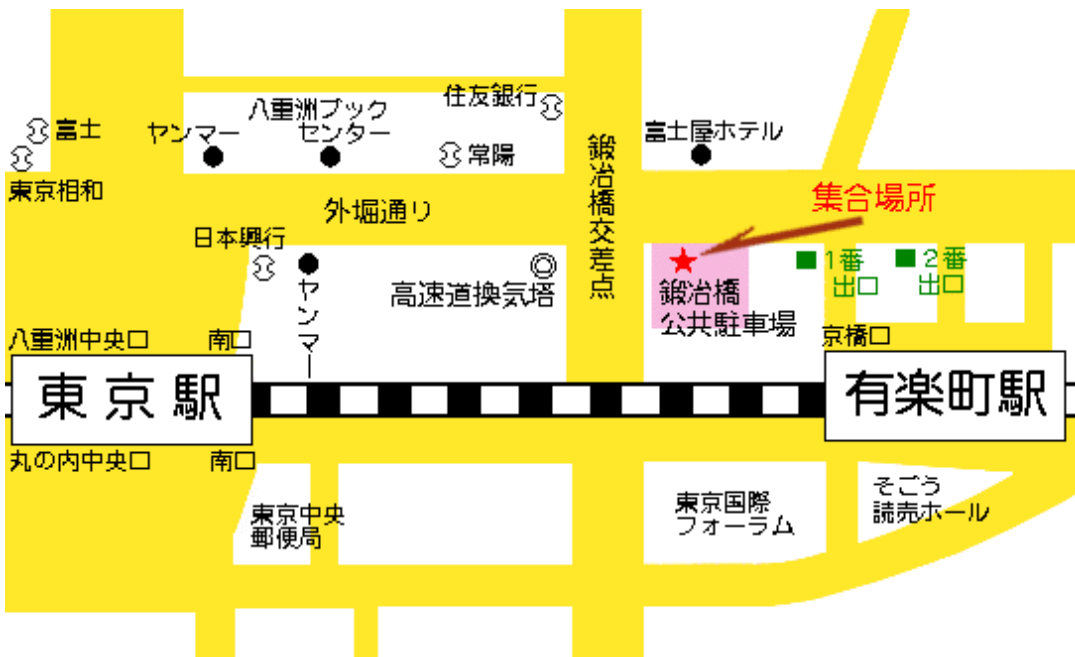 住友銀行
八重洲ブック
センター
富士
ヤンマー
常陽
富士屋ホテル
東京相和
鍛冶橋交差点
集合場所
外堀通り
日本興行
ヤンマー
高速道換気塔
鍛冶橋
公共駐車場
1番
出口
2番
出口
八重洲中央口
南口
京橋口
東京駅
有楽町駅
丸の内中央口
南口
東京中央
郵便局
東京国際
フォーラム
そごう
読売ホール